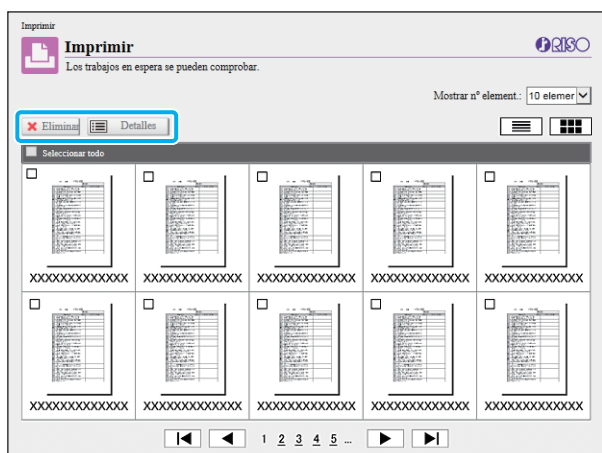 Imprimir
Imprimir
RISO
Los trabajos en espera se pueden comprobar.
Mostrar nº element.: 10 elemer
Eliminar Detalles
Seleccionar todo
XXXXXXXXXXXXX XXXXXXXXXXXXX XXXXXXXXXXXXX XXXXXXXXXXXXX XXXXXXXXXXXXX
XXXXXXXXXXXXX XXXXXXXXXXXXX XXXXXXXXXXXXX XXXXXXXXXXXXX XXXXXXXXXXXXX
1 2 3 4 5 ...